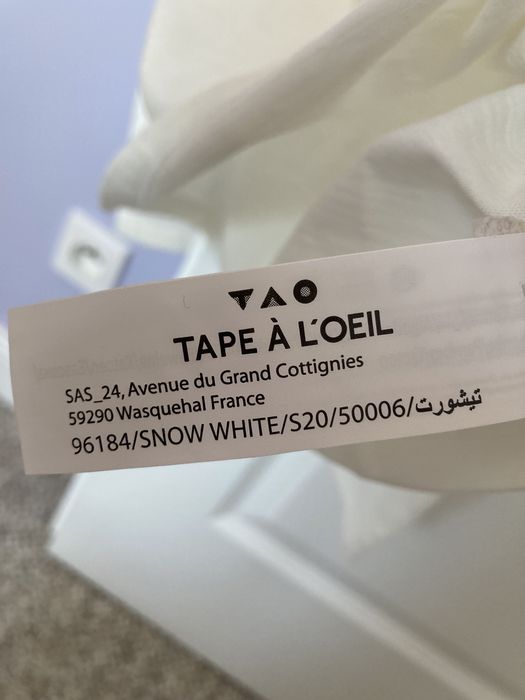 TAO
TAPE À L'OEIL
SAS_24, Avenue du Grand Cottignies
59290 Wasquehal France
96184/SNOW WHITE/S20/50006/تيشورت